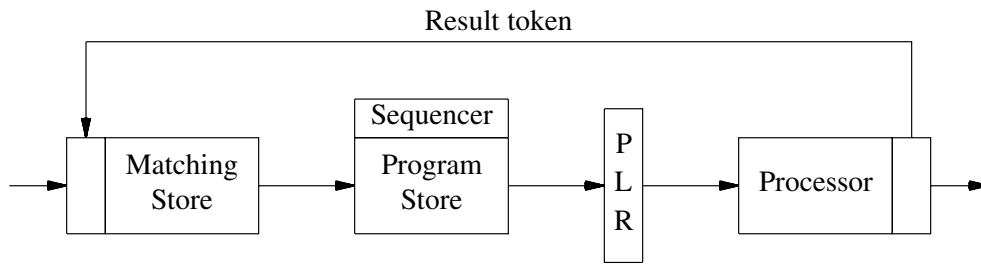 Result token
Matching
Store
Sequencer
Program
Store
P
L
R
Processor